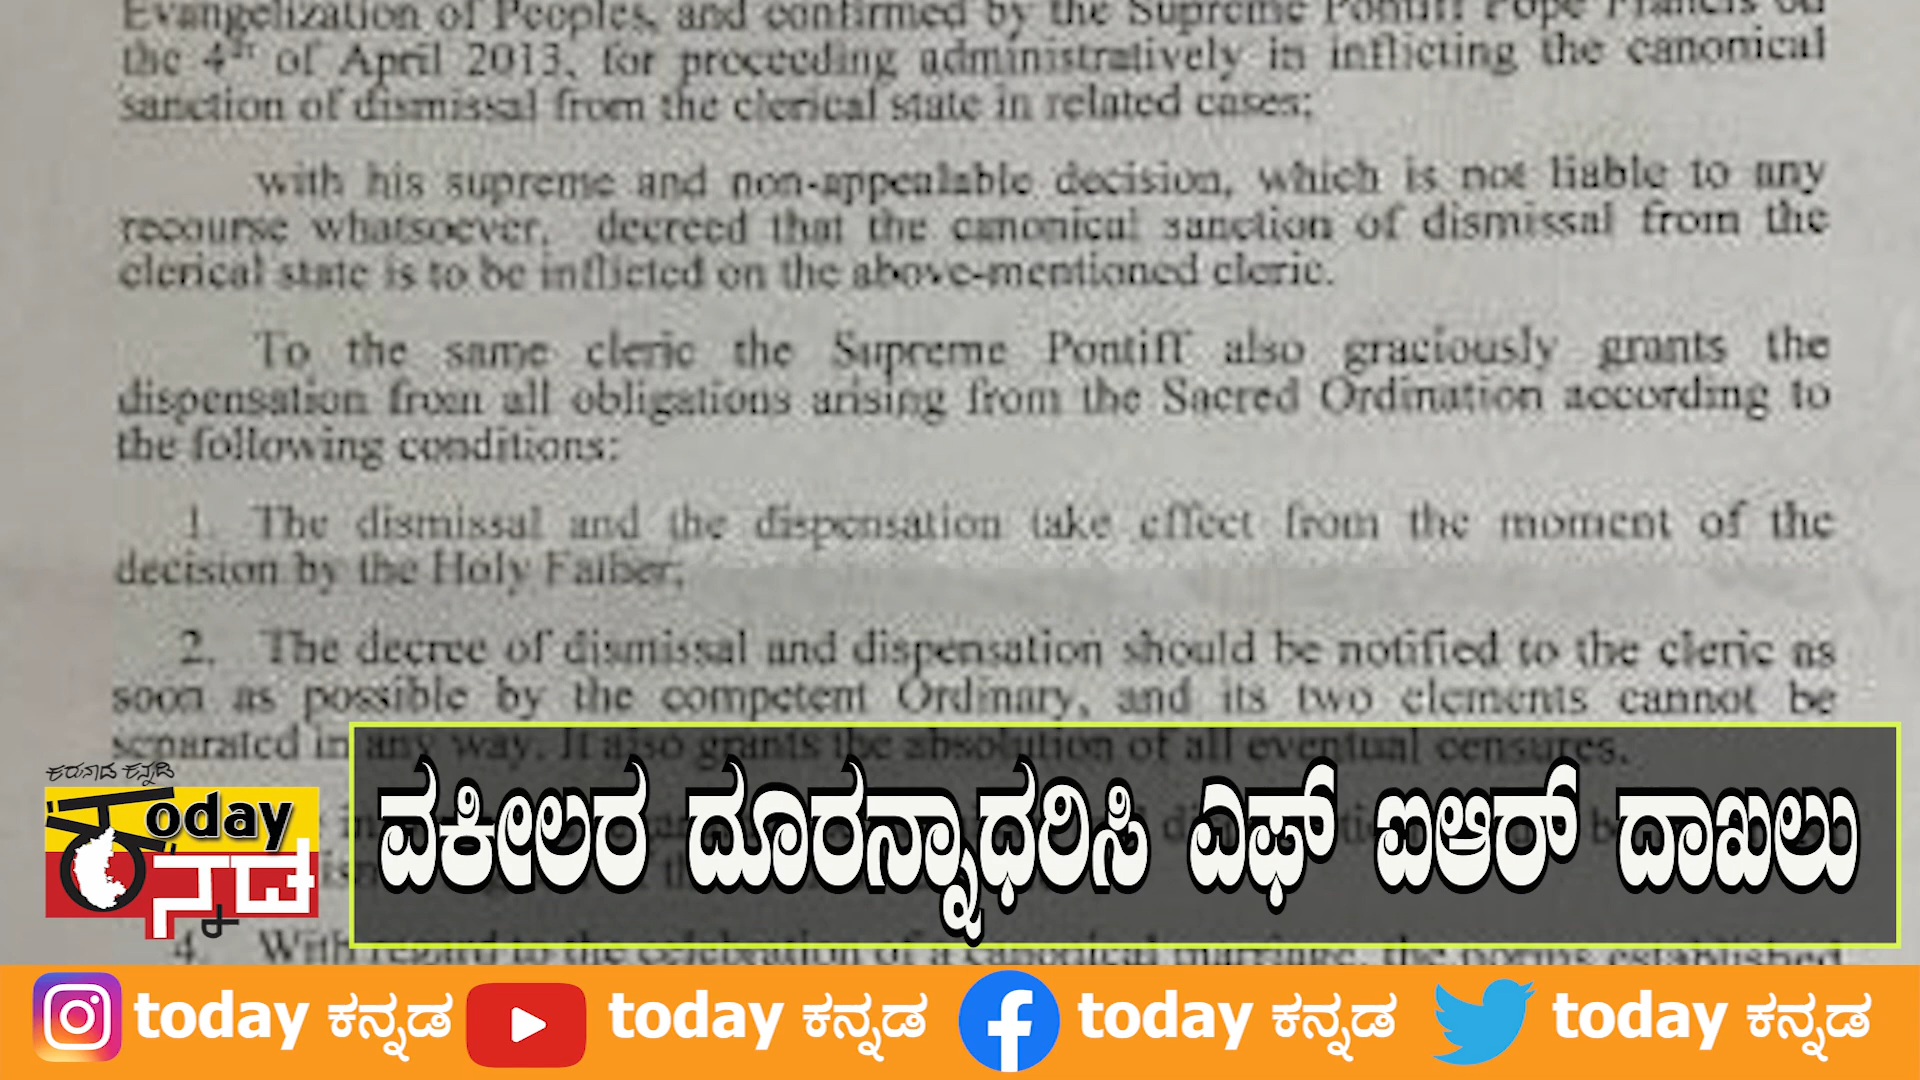 Evangelization of Peoples, and confirmed by the Supreme Pontiff Pope Francis on
the 4th of April 2013, for proceeding administratively in inflicting the canonical
sanction of dismissal from the clerical state in related cases;
with his supreme and non-appealable decision, which is not liable to any
recourse whatsoever, decreed that the canonical sanction of dismissal from the
clerical state is to be inflicted on the above-mentioned cleric.
To the same cleric the Supreme Pontiff also graciously grants the
dispensation from all obligations arising from the Sacred Ordination according to
the following conditions:
1. The dismissal and the dispensation take effect from the moment of the
decision by the Holy Father;
2. The decree of dismissal and dispensation should be notified to the cleric as
soon as possible by the competent Ordinary, and its two elements cannot be
separated in any way. It also grants the absolution of all eventual censures.
4. With regard to the celebration of a canonical marriage, the norms established
ಕರುನಾಡ ಕನ್ನಡಿ
Today
ಕನ್ನಡ
ವಕೀಲರ ದೂರನ್ನಾಧರಿಸಿ ಎಫ್ ಐಆರ್ ದಾಖಲು
today ಕನ್ನಡ today ಕನ್ನಡ today ಕನ್ನಡ today ಕನ್ನಡ